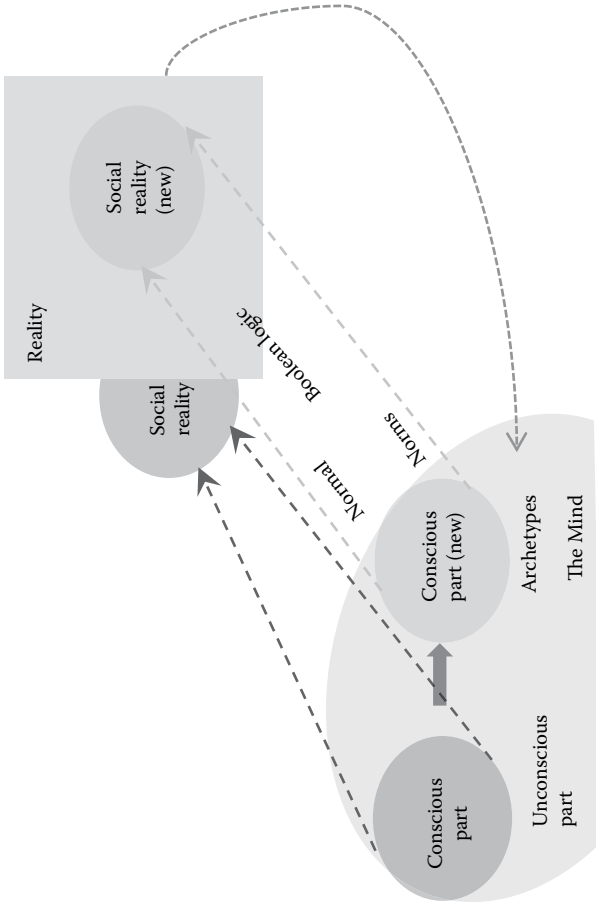 Reality
Social
reality
(new)
Social
reality
Boolean logic
Normal
Norms
Conscious
part
Conscious
part (new)
Unconscious
part
Archetypes
The Mind